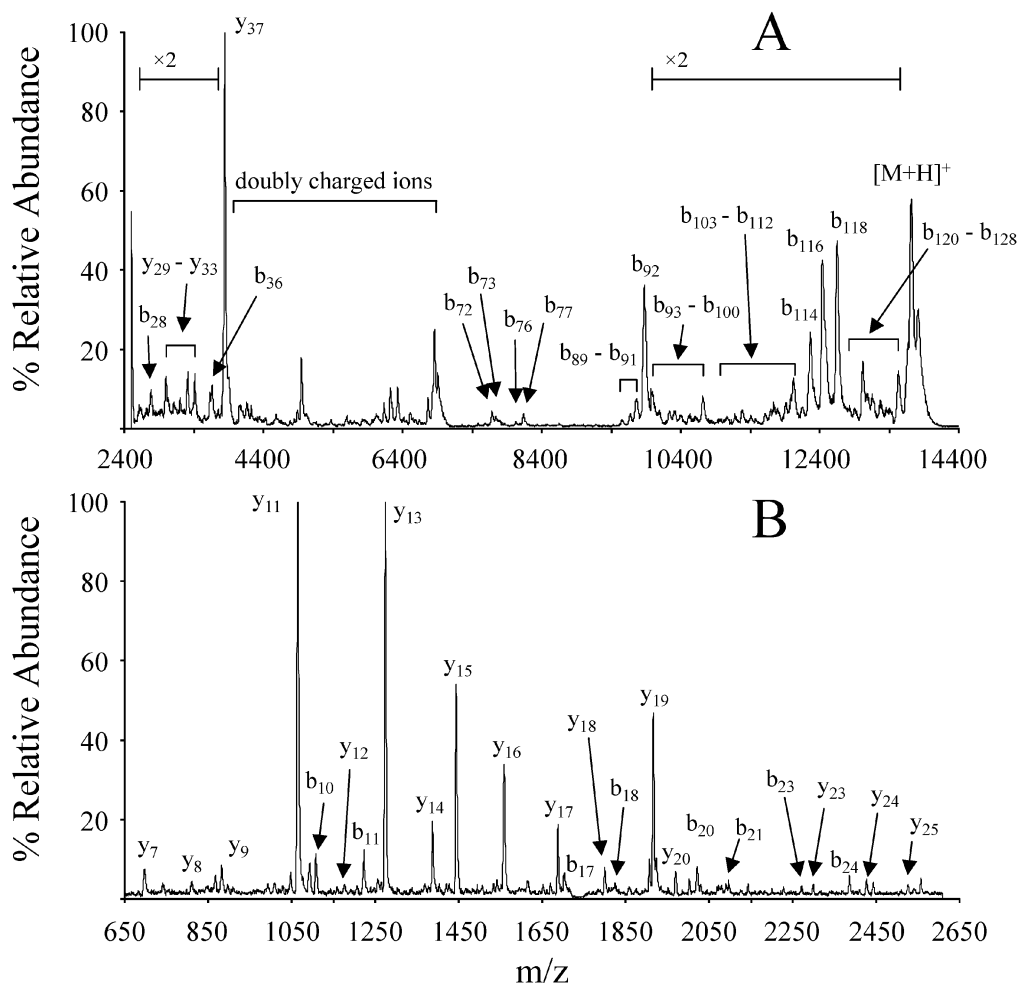 100
y37
A
×2
×2
80
60
doubly charged ions
[M+H]+
b103 - b112
b118
b120 - b128
y29 - y33
b36
b73
b92
b116
40
b28
b72
b76
b77
b93 - b100
b114
b89 - b91
20
% Relative Abundance
2400 4400 6400 8400 10400 12400 14400
100
y11
y13
B
80
60
y15
y19
y18
40
y12
y16
b10
b18
b23
y23
y24
20
y14
y17
b11
b20
b21
y25
y7
y8
y9
b17
y20
b24
% Relative Abundance
650 850 1050 1250 1450 1650 1850 2050 2250 2450 2650
m/z